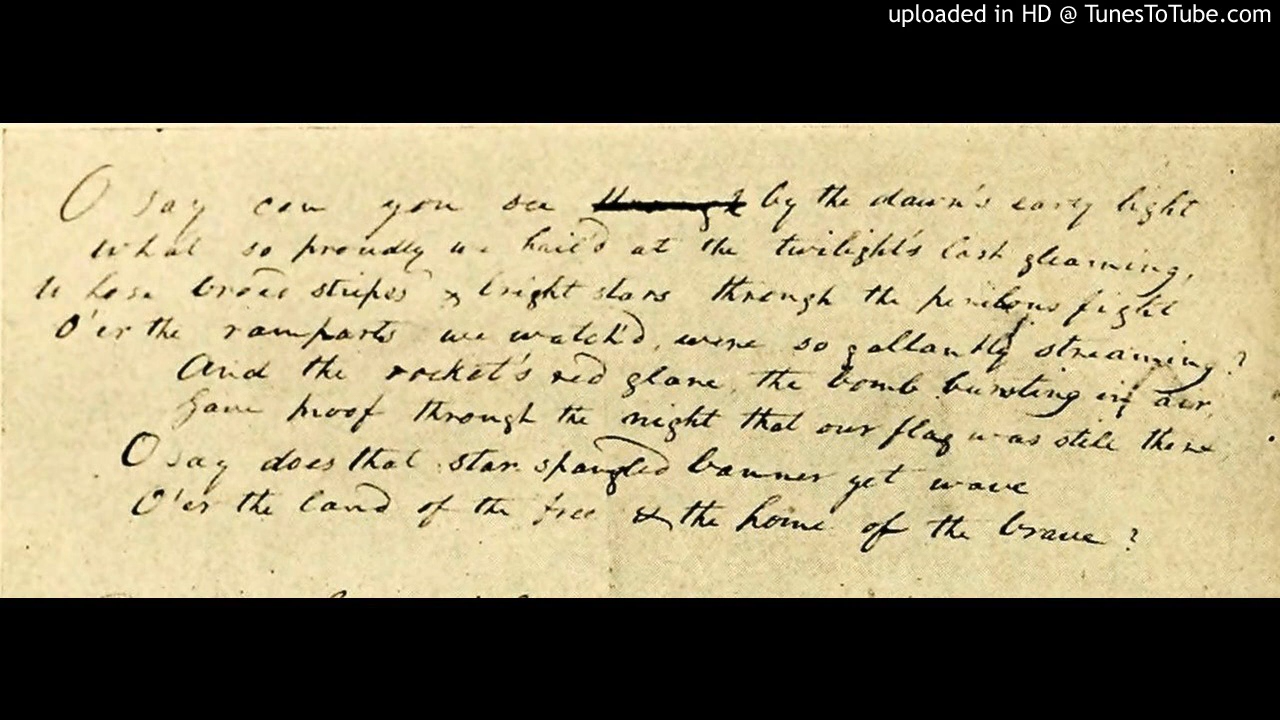 uploaded in HD @ TunesToTube.com
O say can you see ~~through~~ by the dawn's early light
What so proudly we hail'd at the twilight's last gleaming,
Whose broad stripes & bright stars through the perilous fight
O'er the ramparts we watch'd, were so gallantly streaming?
And the rocket's red glare, the bomb bursting in air,
Gave proof through the night that our flag was still there
O say does that star spangled banner yet wave
O'er the land of the free & the home of the brave?